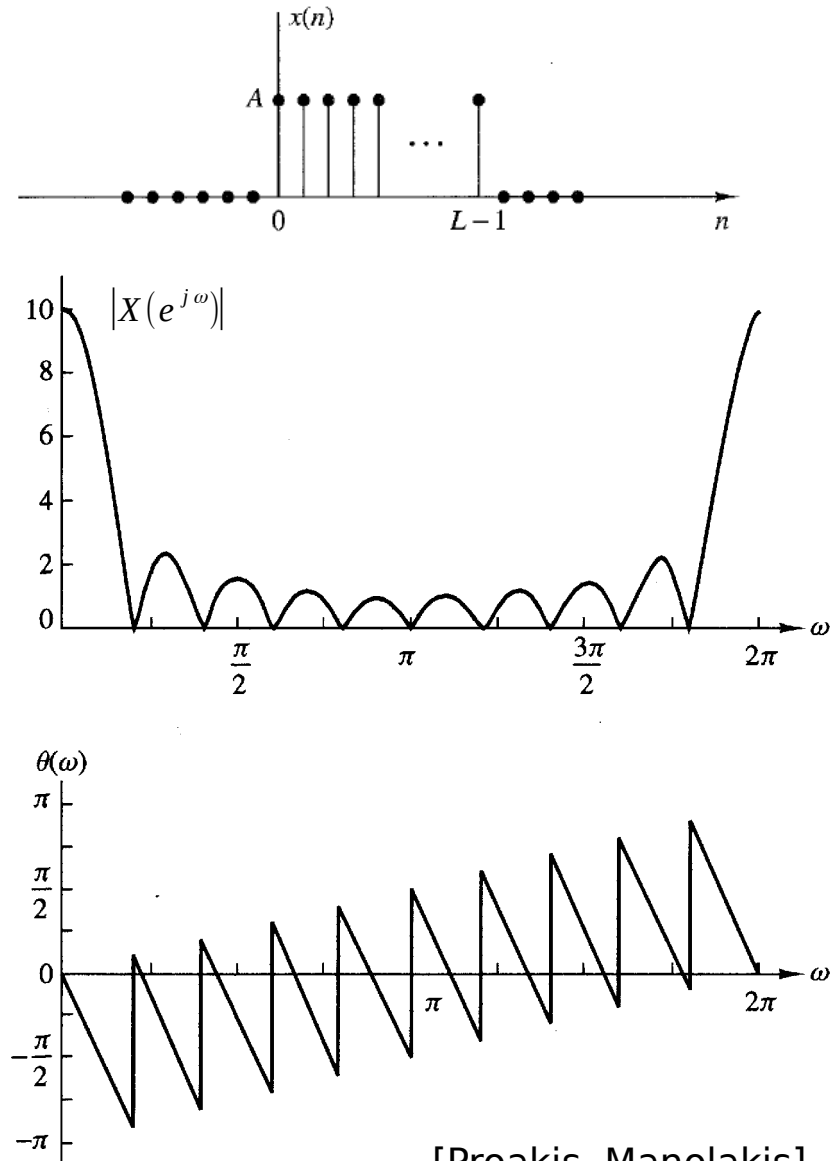 x(n)
A
...
0 L − 1 n
|X(e^{jω})|
10
8
6
4
2
0
π/2 π 3π/2 2π ω
θ(ω)
π
π/2
0 ω
π 2π
−π/2
−π
[Proakis, Manolakis]